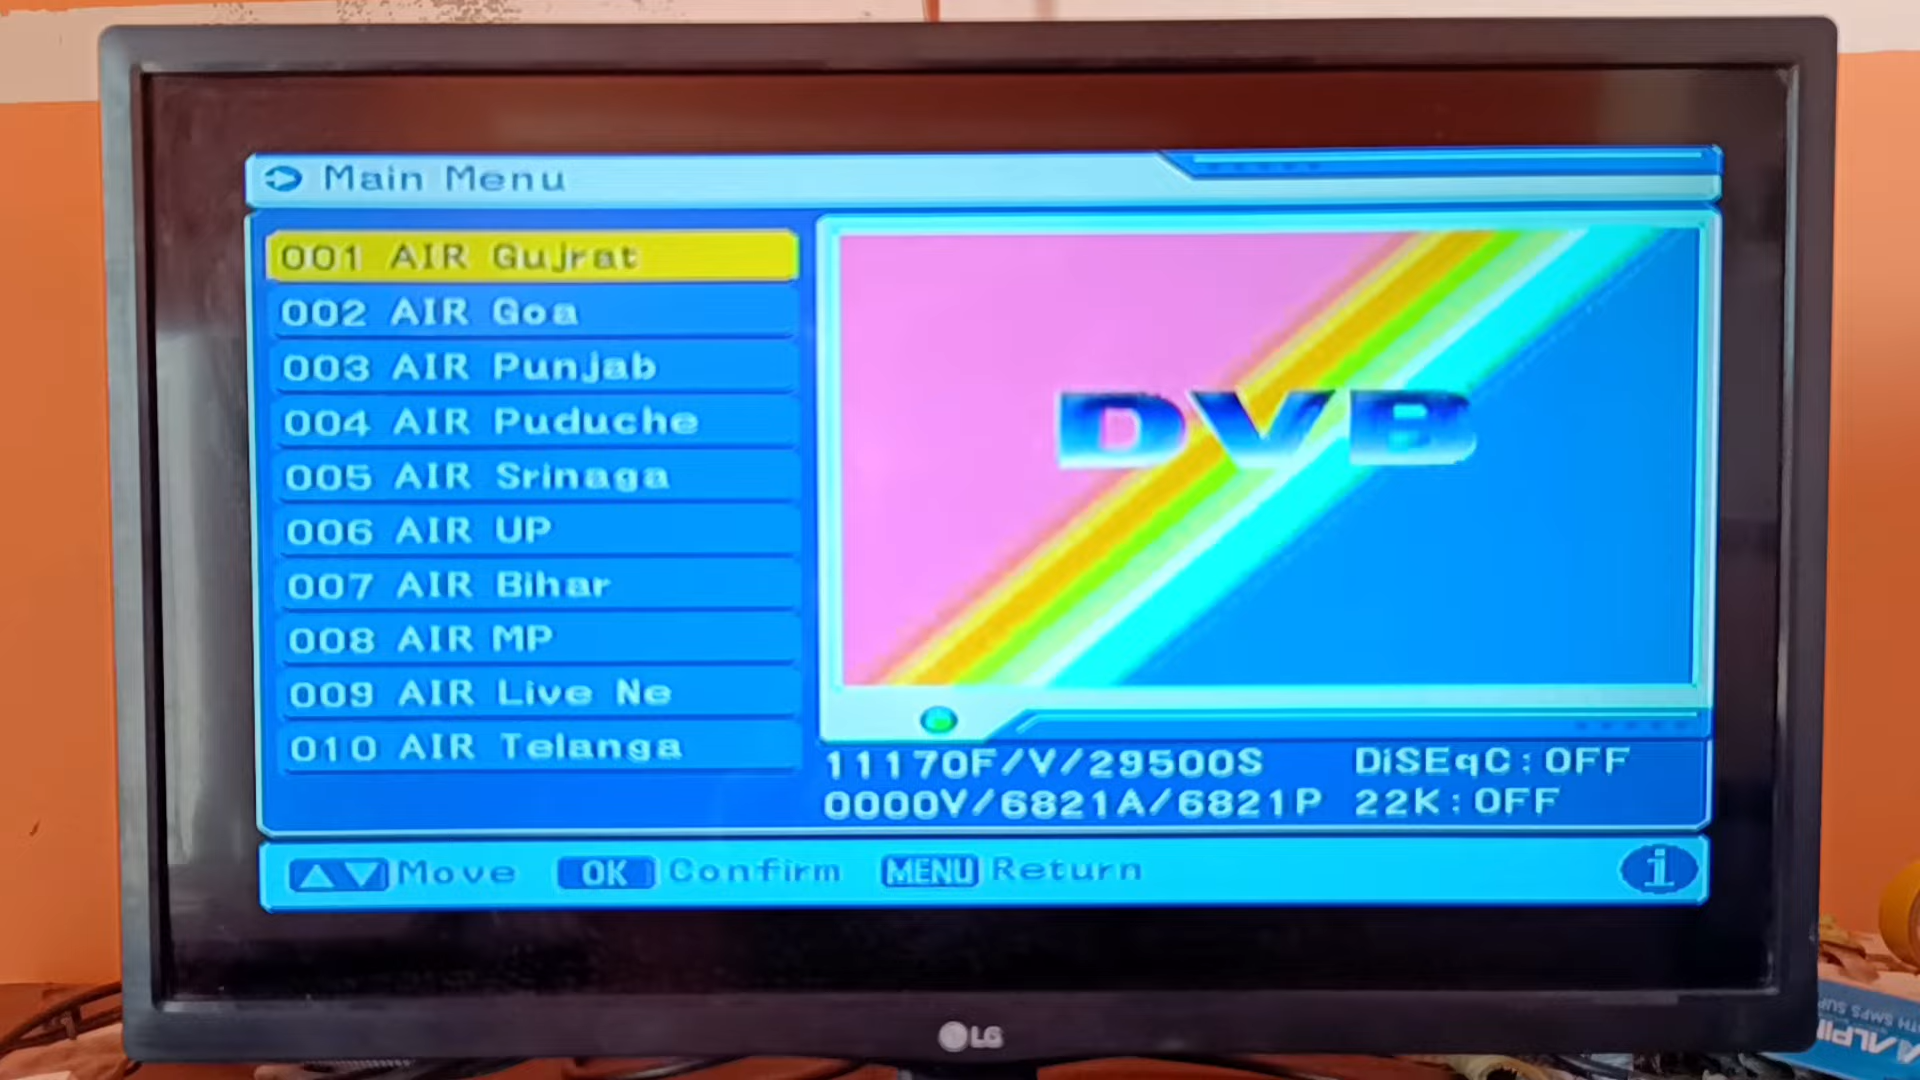 Main Menu
001 AIR Gujrat
002 AIR Goa
003 AIR Punjab
004 AIR Puduche
005 AIR Srinaga
006 AIR UP
007 AIR Bihar
008 AIR MP
009 AIR Live Ne
010 AIR Telanga
DVB
11170F/V/29500S DiSEqC:OFF
0000V/6821A/6821P 22K:OFF
Move OK Confirm MENU Return i
LG